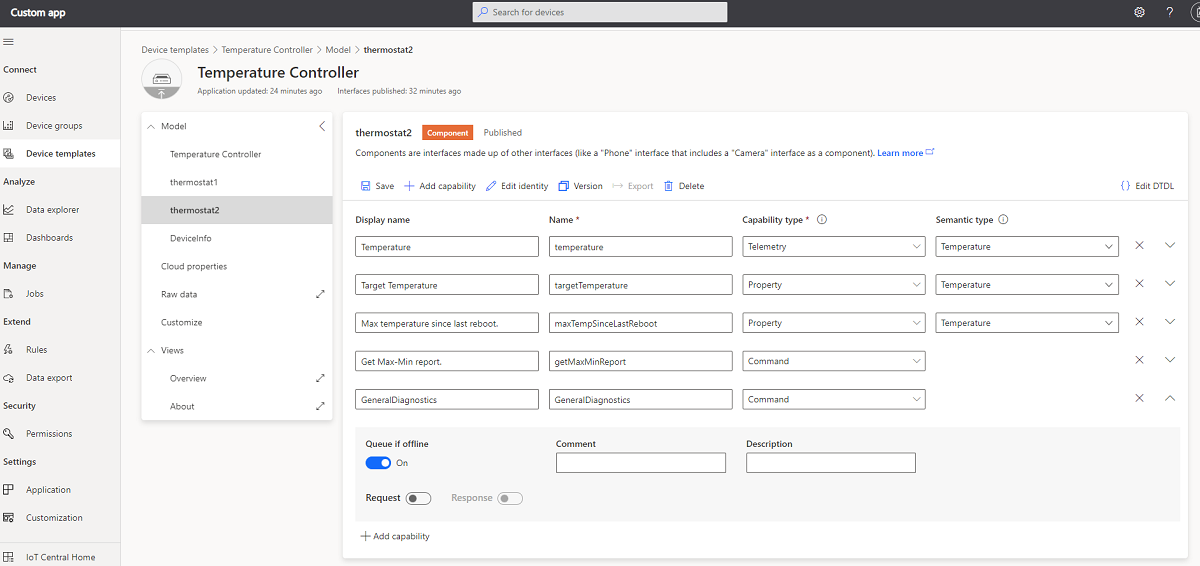 Custom app
Search for devices
?
Connect
Devices
Device groups
Device templates
Analyze
Data explorer
Dashboards
Manage
Jobs
Extend
Rules
Data export
Security
Permissions
Settings
Application
Customization
IoT Central Home
Device templates > Temperature Controller > Model > thermostat2
Temperature Controller
Application updated: 24 minutes ago Interfaces published: 32 minutes ago
Model
Temperature Controller
thermostat1
thermostat2
DeviceInfo
Cloud properties
Raw data
Customize
Views
Overview
About
thermostat2 Component Published
Components are interfaces made up of other interfaces (like a "Phone" interface that includes a "Camera" interface as a component). Learn more
Save Add capability Edit identity Version Export Delete {} Edit DTDL
Display name Name * Capability type * Semantic type
Temperature temperature Telemetry Temperature
Target Temperature targetTemperature Property Temperature
Max temperature since last reboot. maxTempSinceLastReboot Property Temperature
Get Max-Min report. getMaxMinReport Command
GeneralDiagnostics GeneralDiagnostics Command
Queue if offline Comment Description
On
Request Response
Add capability